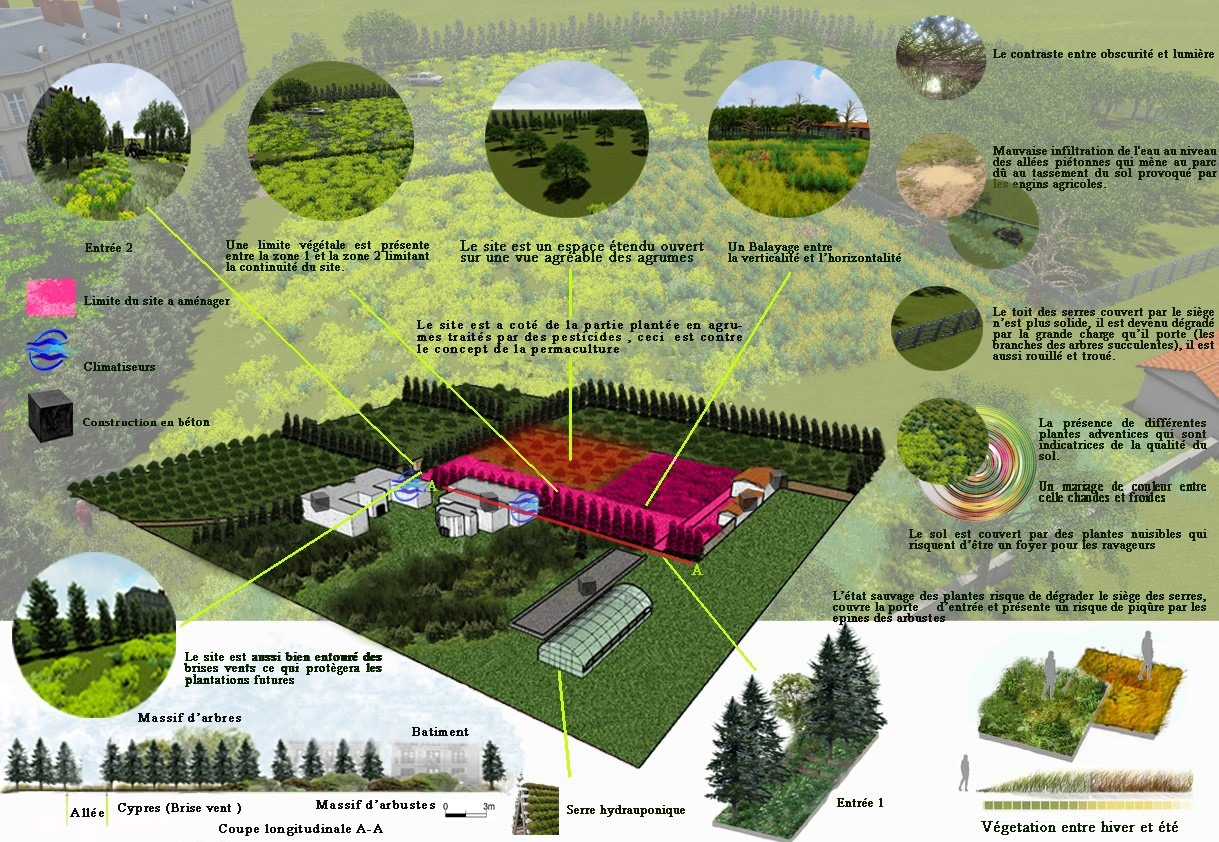 Le contraste entre obscurité et lumière
Mauvaise infiltration de l'eau au niveau
des allées piétonnes qui mène au parc
dû au tassement du sol provoqué par
les engins agricoles.
Entrée 2
Une limite végétale est présente
entre la zone 1 et la zone 2 limitant
la continuité du site.
Le site est un espace étendu ouvert
sur une vue agréable des agrumes
Un Balayage entre
la verticalité et l'horizontalité
Limite du site a aménager
Climatiseurs
Construction en béton
Le site est a coté de la partie plantée en agru-
mes traités par des pesticides , ceci est contre
le concept de la permaculture
Le toit des serres couvert par le siège
n'est plus solide, il est devenu dégradé
par la grande charge qu'il porte (les
branches des arbres succulentes), il est
aussi rouillé et troué.
La présence de différentes
plantes adventices qui sont
indicatrices de la qualité du
sol.
Un mariage de couleur entre
celle chaudes et froides
Le sol est couvert par des plantes nuisibles qui
risquent d'être un foyer pour les ravageurs
L'état sauvage des plantes risque de dégrader le siège des serres,
couvre la porte d'entrée et présente un risque de piqûre par les
epines des arbustes
A
A
Le site est aussi bien entouré des
brises vents ce qui protègera les
plantations futures
Massif d'arbres
Batiment
Allée
Cypres (Brise vent )
Massif d'arbustes
0 3m
Coupe longitudinale A-A
Serre hydrauponique
Entrée 1
Végetation entre hiver et été